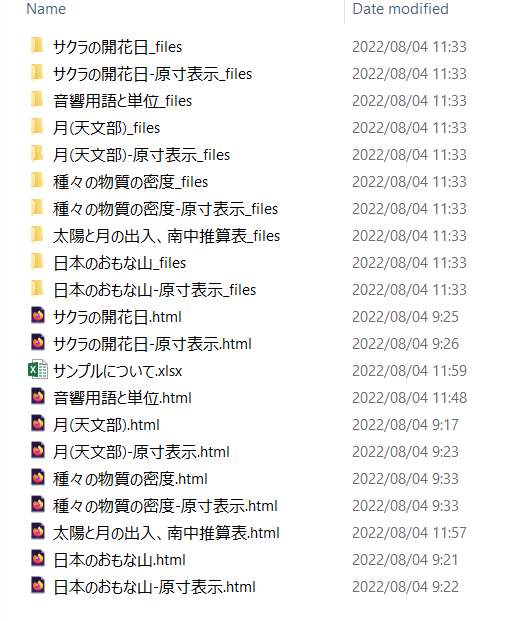 Name Date modified
サクラの開花日_files 2022/08/04 11:33
サクラの開花日-原寸表示_files 2022/08/04 11:33
音響用語と単位_files 2022/08/04 11:33
月(天文部)_files 2022/08/04 11:33
月(天文部)-原寸表示_files 2022/08/04 11:33
種々の物質の密度_files 2022/08/04 11:33
種々の物質の密度-原寸表示_files 2022/08/04 11:33
太陽と月の出入、南中推算表_files 2022/08/04 11:33
日本のおもな山_files 2022/08/04 11:33
日本のおもな山-原寸表示_files 2022/08/04 11:33
サクラの開花日.html 2022/08/04 9:25
サクラの開花日-原寸表示.html 2022/08/04 9:26
サンプルについて.xlsx 2022/08/04 11:59
音響用語と単位.html 2022/08/04 11:48
月(天文部).html 2022/08/04 9:17
月(天文部)-原寸表示.html 2022/08/04 9:23
種々の物質の密度.html 2022/08/04 9:33
種々の物質の密度-原寸表示.html 2022/08/04 9:33
太陽と月の出入、南中推算表.html 2022/08/04 11:57
日本のおもな山.html 2022/08/04 9:21
日本のおもな山-原寸表示.html 2022/08/04 9:22